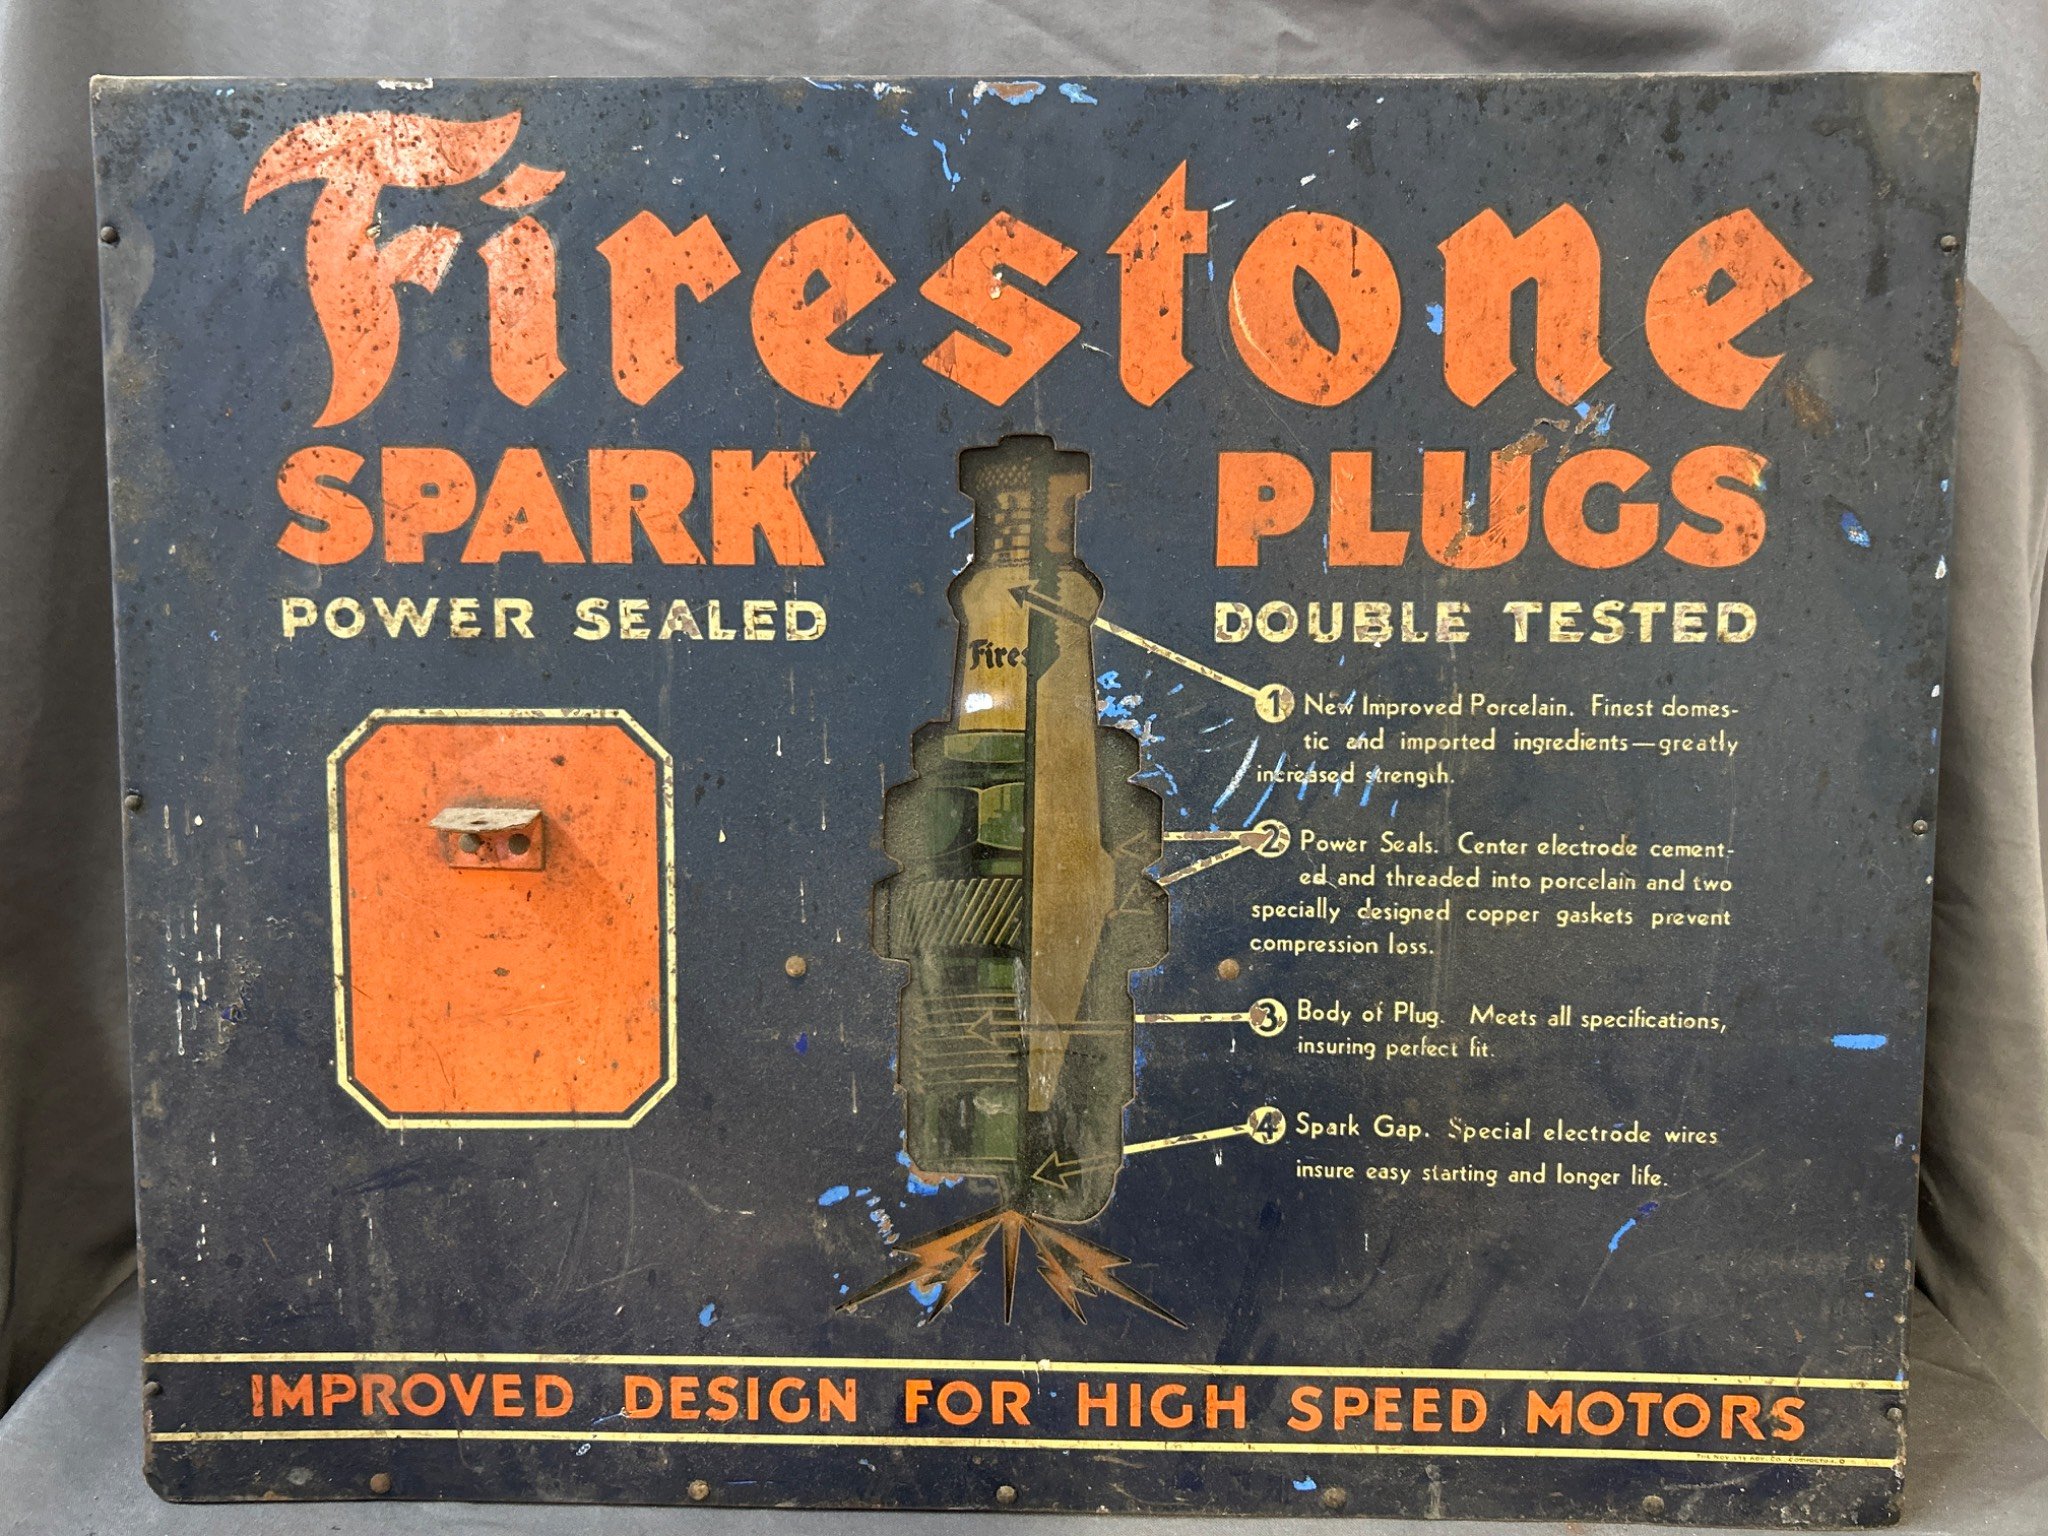 Firestone
SPARK PLUGS
POWER SEALED DOUBLE TESTED
Fires
1 New Improved Porcelain. Finest domes-
tic and imported ingredients—greatly
increased strength.
2 Power Seals. Center electrode cement-
ed and threaded into porcelain and two
specially designed copper gaskets prevent
compression loss.
3 Body of Plug. Meets all specifications,
insuring perfect fit.
4 Spark Gap. Special electrode wires
insure easy starting and longer life.
IMPROVED DESIGN FOR HIGH SPEED MOTORS